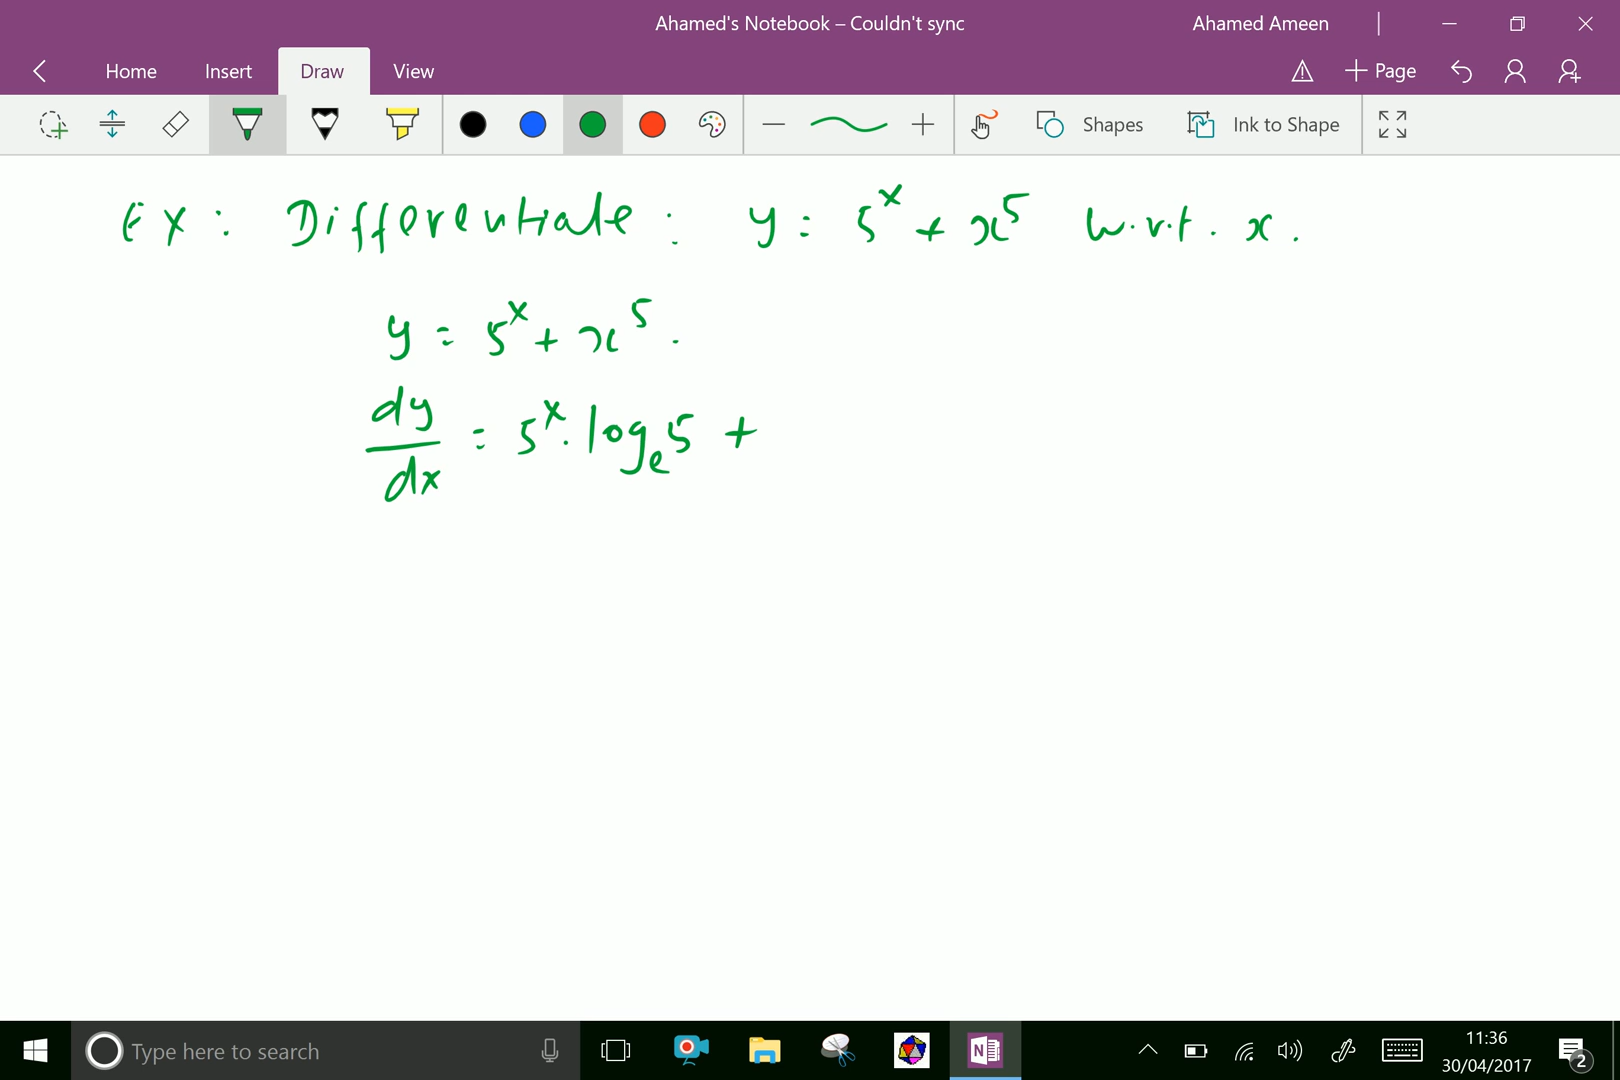 Ahamed's Notebook – Couldn't sync
Ahamed Ameen
Home Insert Draw View
Page
Shapes
Ink to Shape
Ex: Differentiate: y = 5^x + x^5 w.r.t. x.
y = 5^x + x^5.
dy/dx = 5^x. log_e 5 +
Type here to search
N
11:36
30/04/2017
2